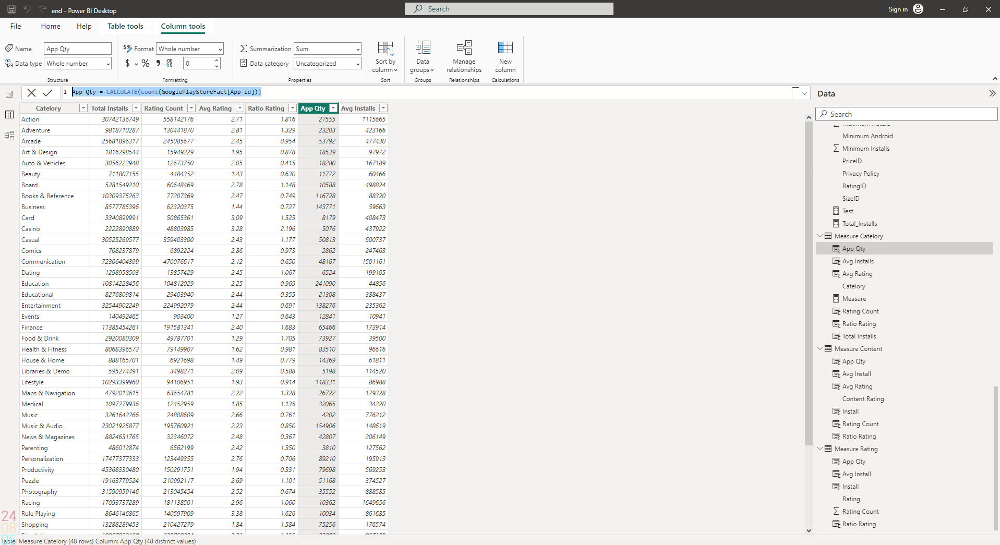 end - Power BI Desktop
Search
Sign in
File Home Help Table tools Column tools
Name App Qty
Data type Whole number
Structure
Format Whole number
$ % 9 .00 0
Formatting
Summarization Sum
Data category Uncategorized
Properties
Sort by column
Sort
Data groups
Groups
Manage relationships
Relationships
New column
Calculations
1 App Qty = CALCULATE(count(GooglePlayStoreFact[App Id]))
Catelory Total Installs Rating Count Avg Rating Ratio Rating App Qty Avg Installs
Action 30742136749 558142176 2.71 1.816 27555 1115665
Adventure 9818710287 130441870 2.81 1.329 23203 423166
Arcade 25681896317 245085677 2.45 0.954 53792 477430
Art & Design 1816298544 15949229 1.95 0.878 18539 97972
Auto & Vehicles 3056222948 12673750 2.05 0.415 18280 167189
Beauty 711807155 4484352 1.43 0.630 11772 60466
Board 5281549210 60648469 2.78 1.148 10588 498824
Books & Reference 10309375263 77207369 2.47 0.749 116728 88320
Business 8577785396 62320375 1.44 0.727 143771 59663
Card 3340899991 50865361 3.09 1.523 8179 408473
Casino 2222890889 48803985 3.28 2.196 5076 437922
Casual 30525269577 359403300 2.43 1.177 50813 600737
Comics 708237879 6892224 2.86 0.973 2862 247463
Communication 72306404399 470076617 2.12 0.650 48167 1501161
Dating 1298958503 13857429 2.45 1.067 6524 199105
Education 10814228456 104812029 2.25 0.969 241090 44856
Educational 8276809814 29403940 2.44 0.355 21308 388437
Entertainment 32544902249 224992079 2.44 0.691 138276 235362
Events 140492465 903400 1.27 0.643 12841 10941
Finance 11385454261 191581341 2.40 1.683 65466 173914
Food & Drink 2920080309 49787701 1.29 1.705 73927 39500
Health & Fitness 8068396573 79149907 1.62 0.981 83510 96616
House & Home 888165701 6921698 1.49 0.779 14369 61811
Libraries & Demo 595274491 3498271 2.09 0.588 5198 114520
Lifestyle 10293399960 94106951 1.93 0.914 118331 86988
Maps & Navigation 4792013615 63654781 2.22 1.328 26722 179328
Medical 1097279936 12452959 1.85 1.135 32065 34220
Music 3261642266 24808609 2.66 0.761 4202 776212
Music & Audio 23021925877 195760921 2.23 0.850 154906 148619
News & Magazines 8824631765 32346072 2.48 0.367 42807 206149
Parenting 486012874 6562199 2.42 1.350 3810 127562
Personalization 17477377333 123449355 2.76 0.706 89210 195913
Productivity 45368330480 150291751 1.94 0.331 79698 569253
Puzzle 19163779524 210992117 2.69 1.101 51168 374527
Photography 31590959146 213045454 2.52 0.674 35552 888585
Racing 17093737289 181138501 2.96 1.060 10362 1649656
Role Playing 8646146865 140597909 3.38 1.626 10034 861685
Shopping 13288289453 210427279 1.84 1.584 75256 176574
24
08
06
Table: Measure Catelory (48 rows) Column: App Qty (48 distinct values)
Data
Search
Minimum Android
Minimum Installs
PriceID
Privacy Policy
RatingID
SizeID
Test
Total_Installs
Measure Catelory
App Qty
Avg Installs
Avg Rating
Catelory
Measure
Rating Count
Ratio Rating
Total Installs
Measure Content
App Qty
Avg Install
Avg Rating
Content Rating
Install
Rating Count
Ratio Rating
Measure Rating
App Qty
Avg Install
Install
Rating
Rating Count
Ratio Rating